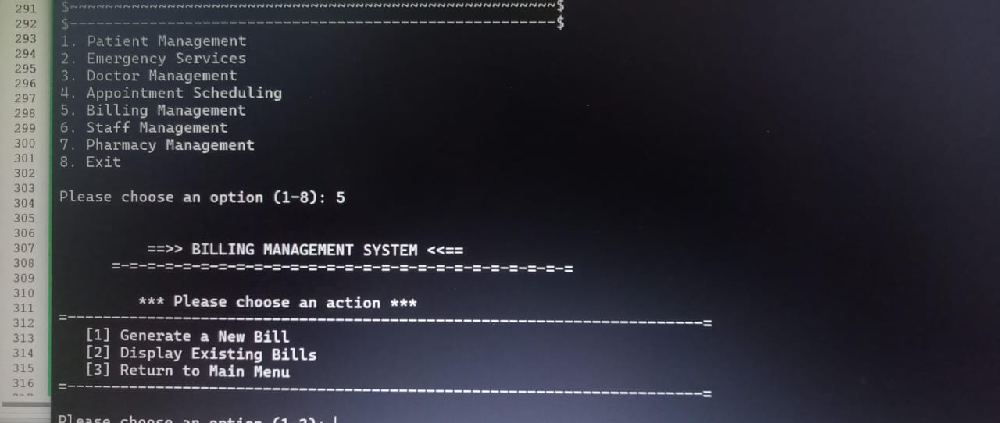 291
292
293
294
295
296
297
298
299
300
301
302
303
304
305
306
307
308
309
310
311
312
313
314
315
316
$~~~~~~~~~~~~~~~~~~~~~~~~~~~~~~~~~~~~~~~~~~~~~~~~~~~~~~~$
$-------------------------------------------------------$
1. Patient Management
2. Emergency Services
3. Doctor Management
4. Appointment Scheduling
5. Billing Management
6. Staff Management
7. Pharmacy Management
8. Exit
Please choose an option (1-8): 5
==>> BILLING MANAGEMENT SYSTEM <<==
=-=-=-=-=-=-=-=-=-=-=-=-=-=-=-=-=-=-=-=-=-=-=-=-=-=
*** Please choose an action ***
=------------------------------------------------------------------------=
[1] Generate a New Bill
[2] Display Existing Bills
[3] Return to Main Menu
=------------------------------------------------------------------------=
Please choose an option (1-3):